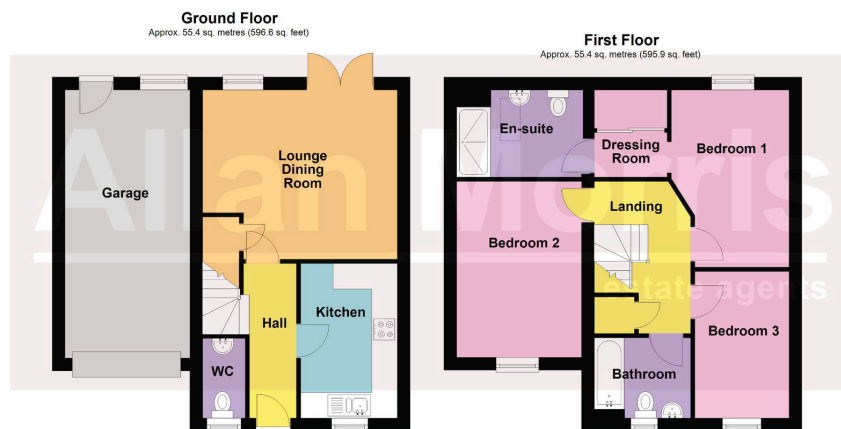 Ground Floor
Approx. 55.4 sq. metres (596.6 sq. feet)
First Floor
Approx. 55.4 sq. metres (595.9 sq. feet)
Garage
Lounge
Dining
Room
Hall
Kitchen
WC
En-suite
Dressing
Room
Bedroom 1
Landing
Bedroom 2
Bedroom 3
Bathroom
Allan Morris
estate agents